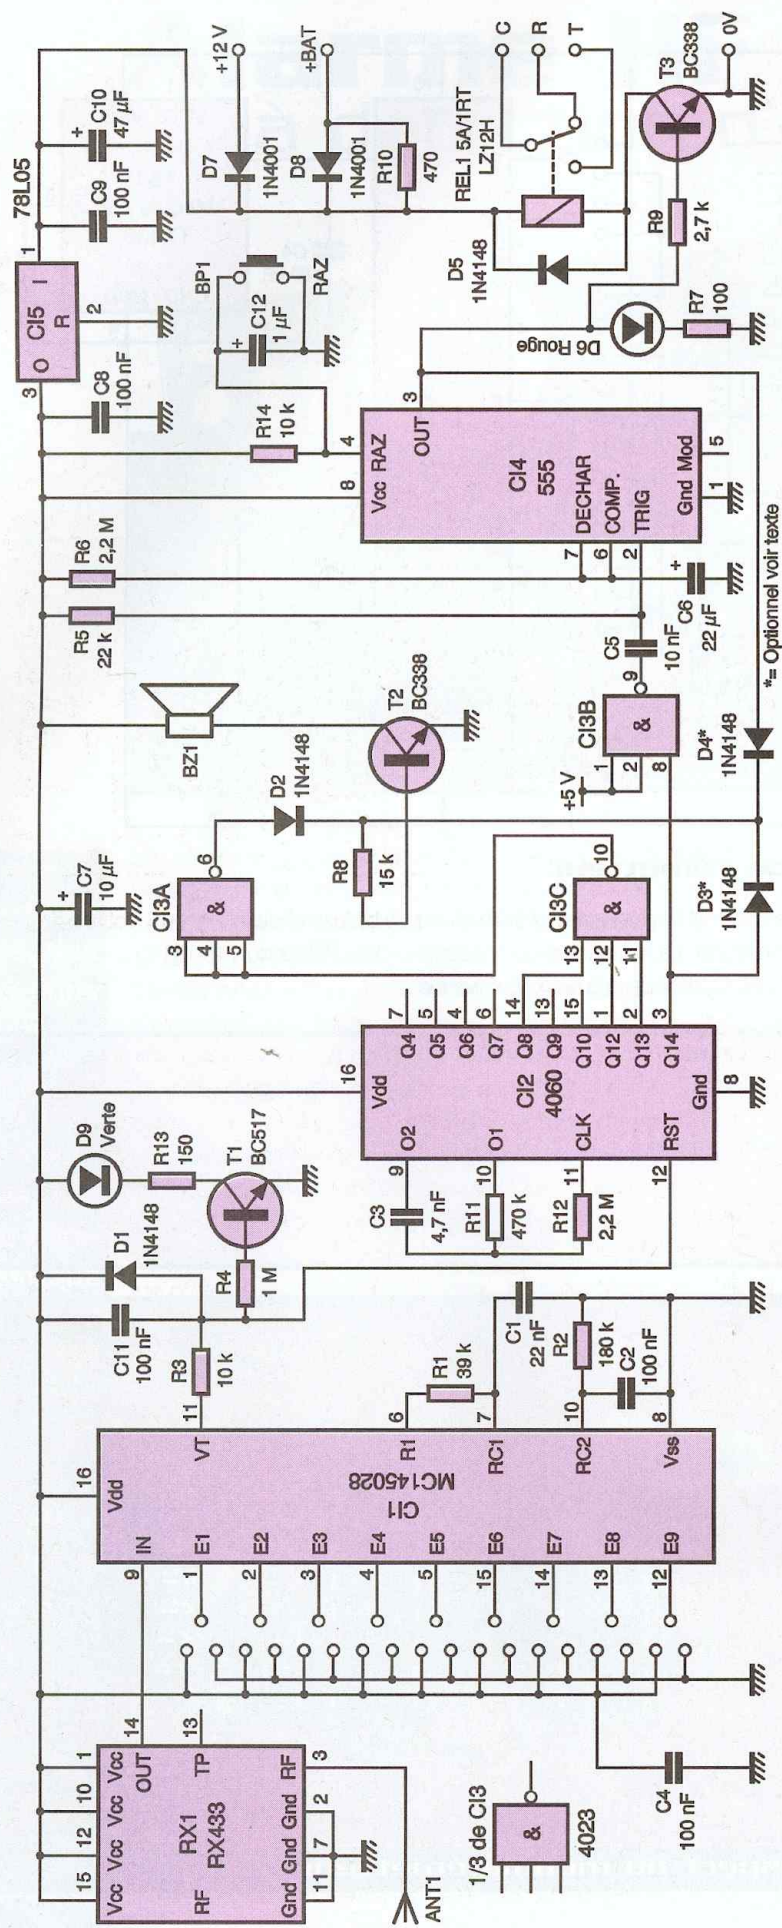 RX1
RX433
Vcc
Vcc
Vcc
Vcc
15
12
10
1
OUT
14
TP
13
RF
3
RF
Gnd
Gnd
Gnd
11
7
2
ANT1
1/3 de CI3
&
4023
C4
100 nF
CI1
MC145028
Vdd
16
IN
9
E1
1
E2
2
E3
3
E4
4
E5
5
E6
15
E7
14
E8
13
E9
12
VT
11
R1
6
RC1
7
RC2
10
Vss
8
R3
10 k
C11
100 nF
D1
1N4148
R4
1 M
T1
BC517
R13
150
D9
Verte
R1
39 k
C1
22 nF
R2
180 k
C2
100 nF
CI2
4060
Vdd
16
O2
9
O1
10
CLK
11
RST
12
Gnd
8
Q4
7
Q5
5
Q6
4
Q7
6
Q8
14
Q9
13
Q10
15
Q12
1
Q13
2
Q14
3
C3
4,7 nF
R11
470 k
R12
2,2 M
C7
10 µF
+
CI3A
&
3
4
5
6
D2
1N4148
R8
15 k
BZ1
T2
BC338
CI3C
&
13
12
11
10
D3*
1N4148
D4*
1N4148
*= Optionnel voir texte
CI3B
&
+5 V
1
2
8
9
C5
10 nF
R5
22 k
R6
2,2 M
C6
22 µF
+
CI4
555
Vcc
8
RAZ
4
OUT
3
DECHAR
7
COMP.
6
TRIG
2
Gnd
1
Mod
5
R14
10 k
C8
100 nF
78L05
CI5
O
R
I
3
2
1
C9
100 nF
C10
47 µF
+
BP1
RAZ
C12
1 µF
+
D7
1N4001
+12 V
D8
1N4001
+BAT
R10
470
REL1 5A/1RT
LZ12H
C
R
T
D5
1N4148
D6 Rouge
R7
100
R9
2,7 k
T3
BC338
0V